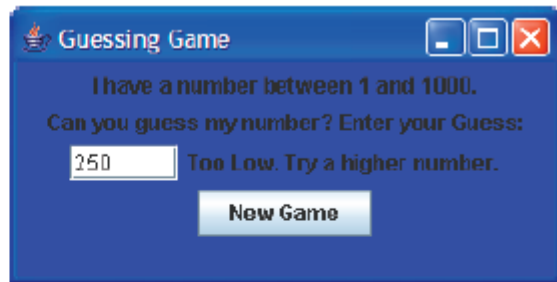 Guessing Game
I have a number between 1 and 1000.
Can you guess my number? Enter your Guess:
250 Too Low. Try a higher number.
New Game